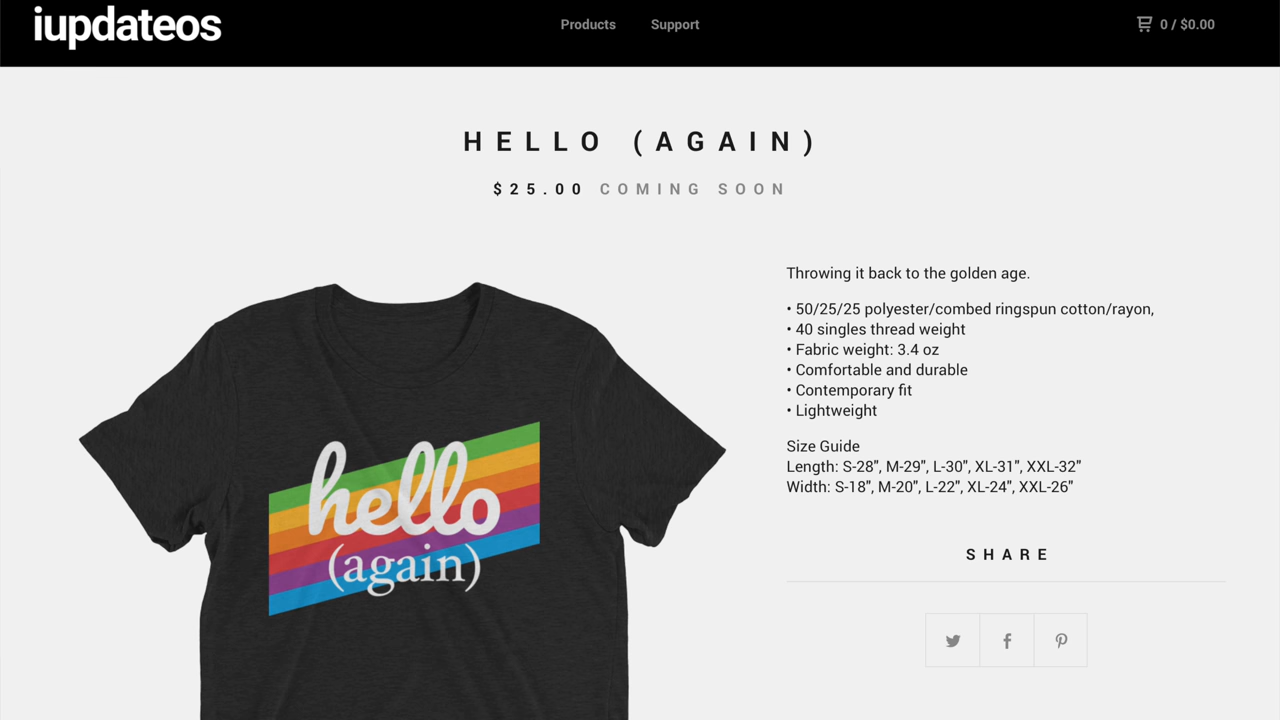 iupdateos
Products
Support
0 / $0.00
HELLO (AGAIN)
$25.00 COMING SOON
Throwing it back to the golden age.
• 50/25/25 polyester/combed ringspun cotton/rayon,
• 40 singles thread weight
• Fabric weight: 3.4 oz
• Comfortable and durable
• Contemporary fit
• Lightweight
Size Guide
Length: S-28", M-29", L-30", XL-31", XXL-32"
Width: S-18", M-20", L-22", XL-24", XXL-26"
SHARE
hello
(again)